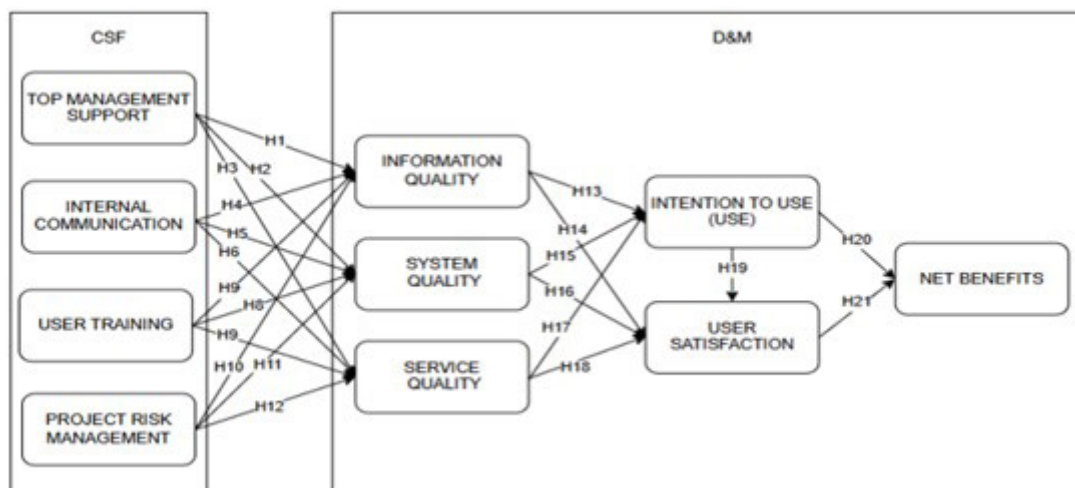 CSF
D&M
TOP MANAGEMENT
SUPPORT
INTERNAL
COMMUNICATION
USER TRAINING
PROJECT RISK
MANAGEMENT
H1
H2
H3
H4
H5
H6
H9
H8
H9
H10
H11
H12
INFORMATION
QUALITY
SYSTEM
QUALITY
SERVICE
QUALITY
H13
H14
H15
H16
H17
H18
INTENTION TO USE
(USE)
H19
USER
SATISFACTION
H20
H21
NET BENEFITS